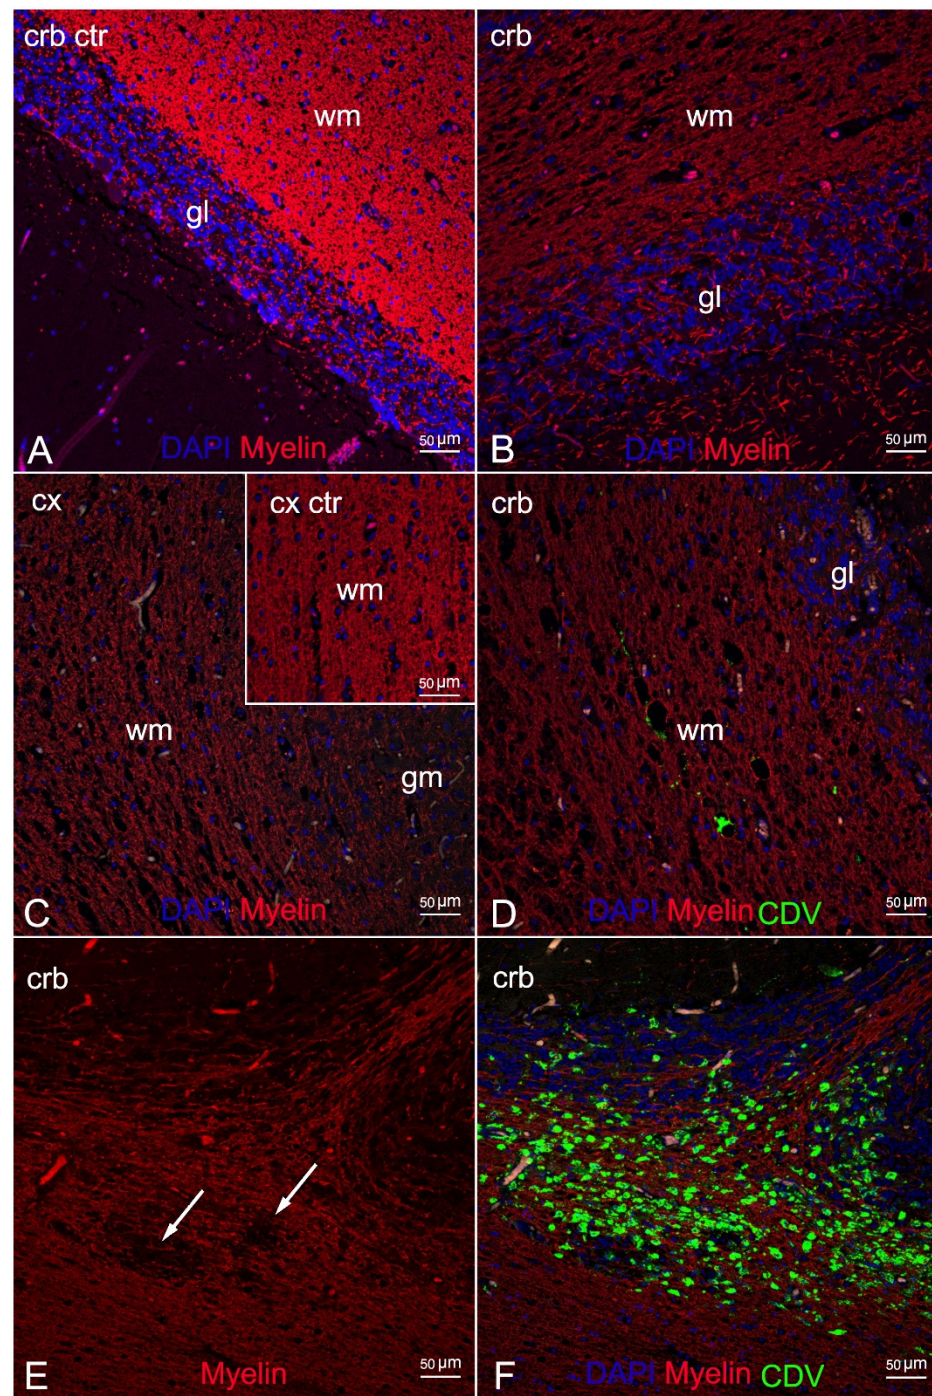 crb ctr
wm
gl
A DAPI Myelin 50 µm
crb
wm
gl
B DAPI Myelin 50 µm
cx
wm
gm
C DAPI Myelin 50 µm
cx ctr
wm
50 µm
crb
gl
wm
D DAPI Myelin CDV 50 µm
crb
E Myelin 50 µm
crb
F DAPI Myelin CDV 50 µm